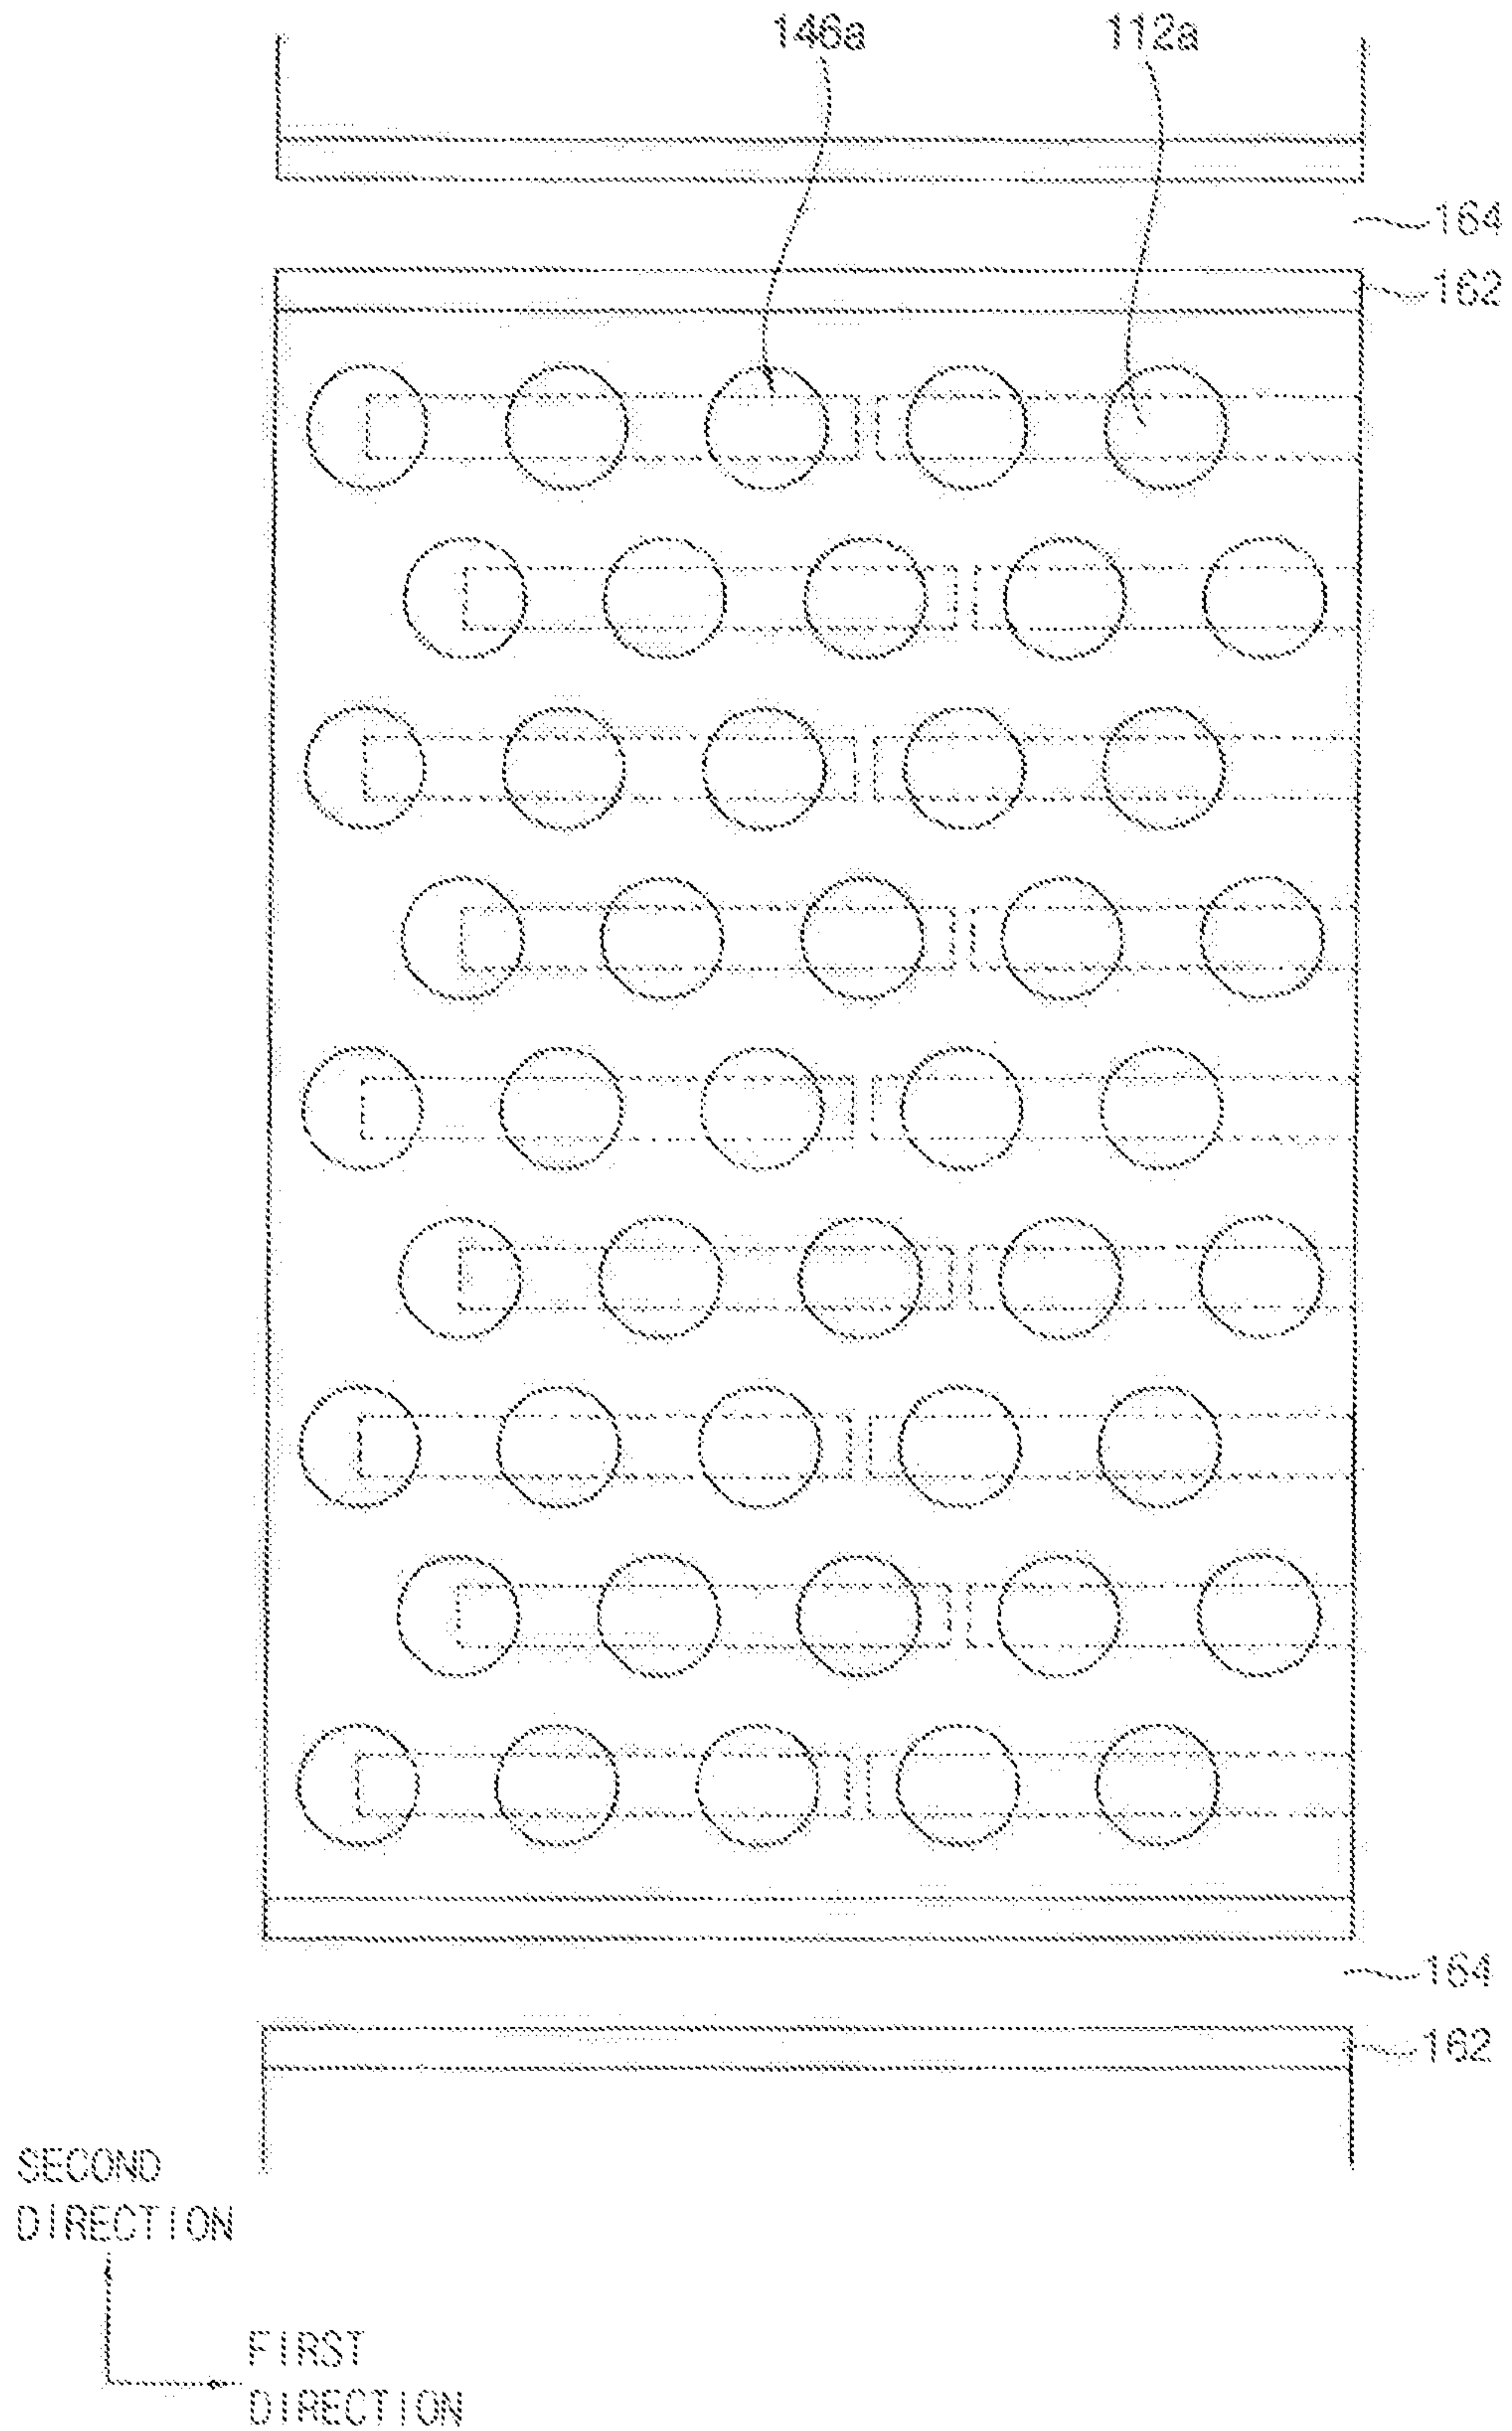 146a
112a
164
162
164
162
SECOND
DIRECTION
FIRST
DIRECTION